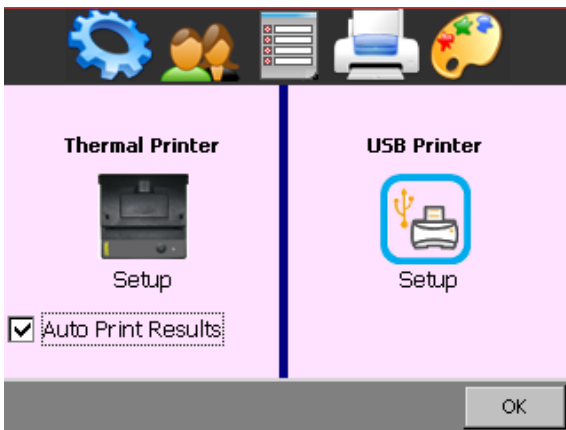 Thermal Printer
Setup
Auto Print Results
USB Printer
Setup
OK